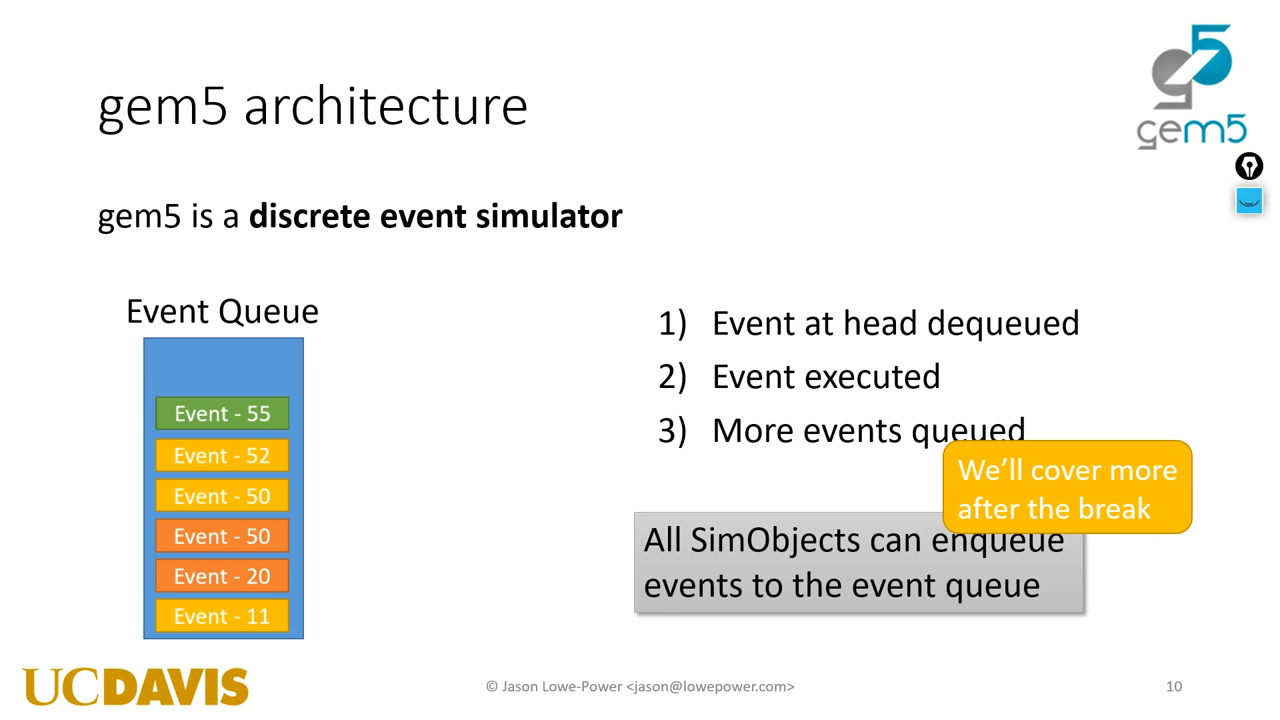 gem5 architecture
gem5
gem5 is a discrete event simulator
Event Queue
Event - 55
Event - 52
Event - 50
Event - 50
Event - 20
Event - 11
1) Event at head dequeued
2) Event executed
3) More events queued
We’ll cover more
after the break
All SimObjects can enqueue
events to the event queue
UCDAVIS
© Jason Lowe-Power <jason@lowepower.com>
10